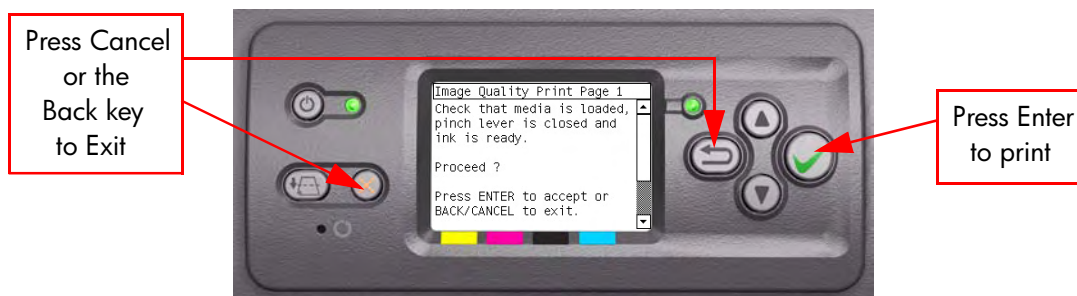 Press Cancel
or the
Back key
to Exit
Image Quality Print Page 1
Check that media is loaded,
pinch lever is closed and
ink is ready.
Proceed ?
Press ENTER to accept or
BACK/CANCEL to exit.
Press Enter
to print